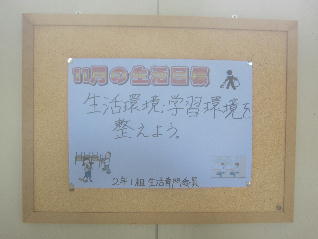 11月の生活目標
生活環境・学習環境を
整えよう。
2年1組 生活専門委員